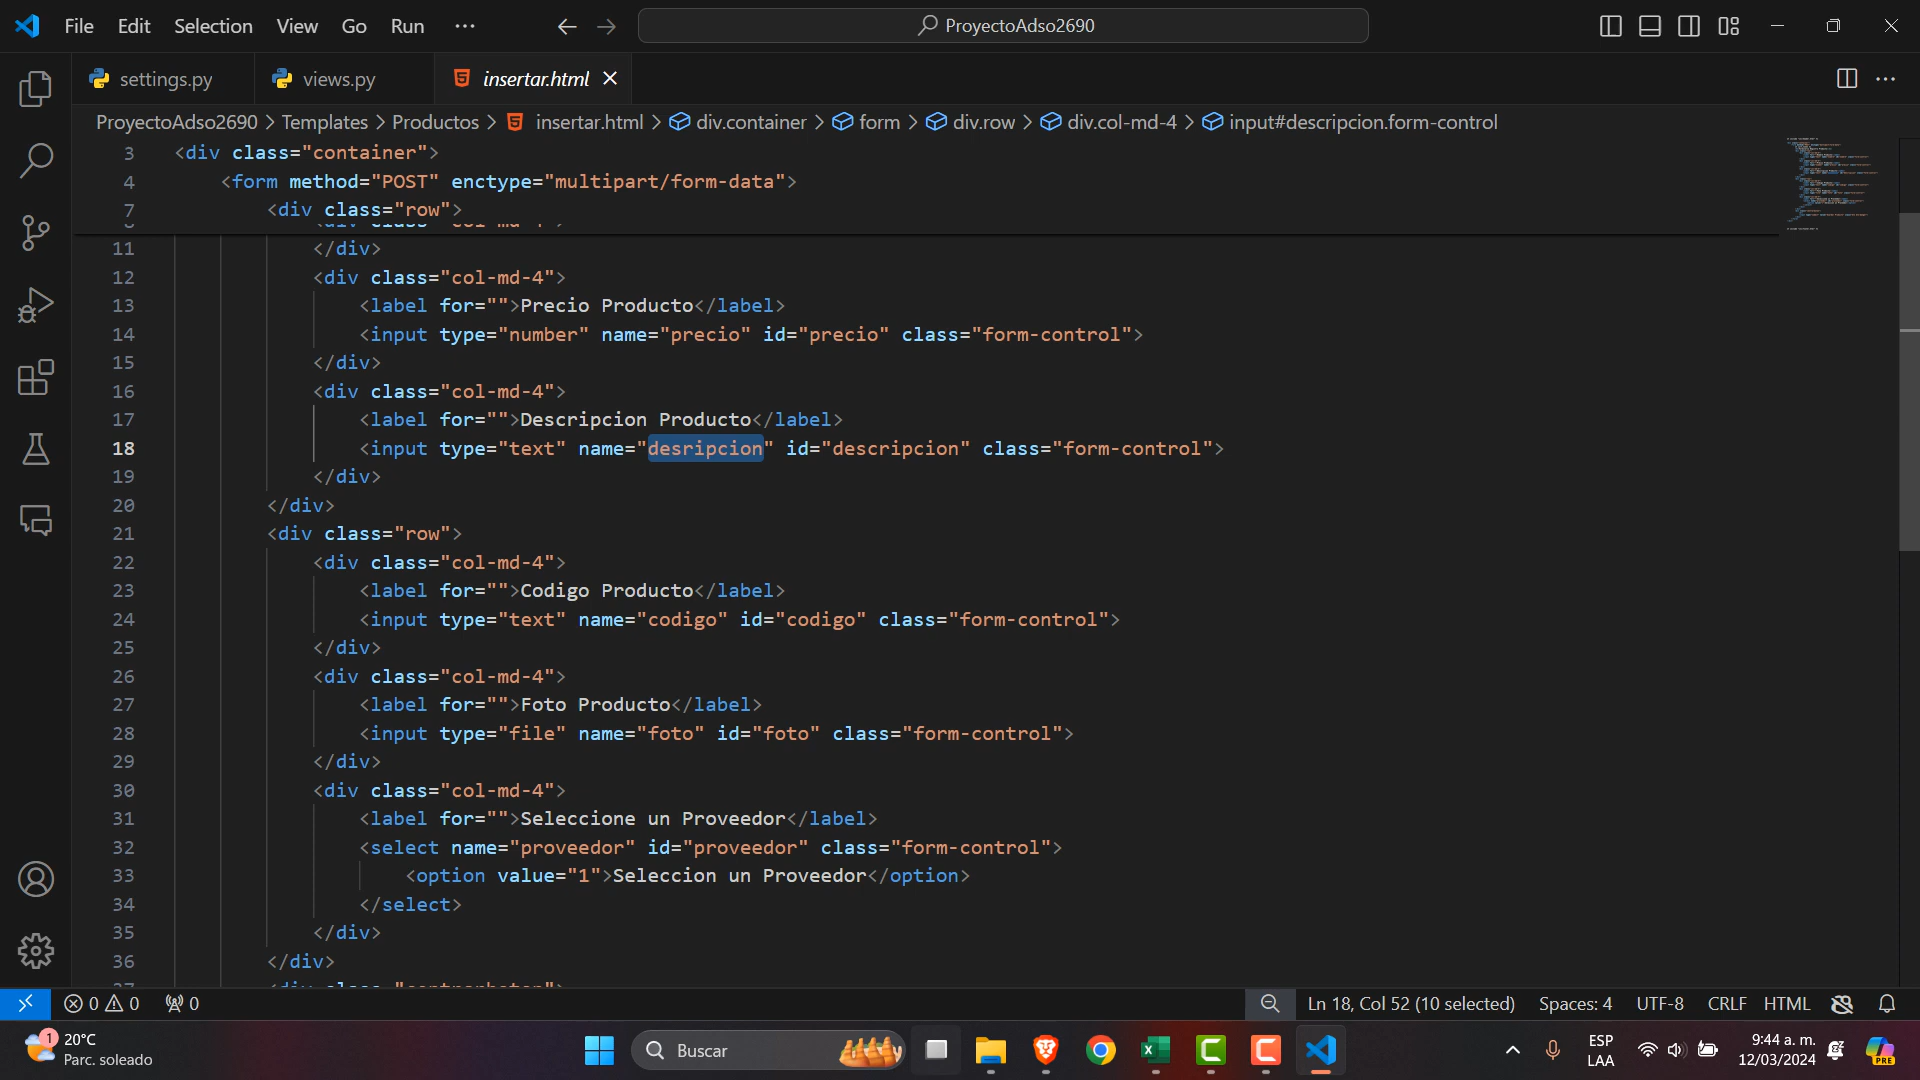 File Edit Selection View Go Run ··· ProyectoAdso2690
settings.py views.py insertar.html
ProyectoAdso2690 > Templates > Productos > insertar.html > div.container > form > div.row > div.col-md-4 > input#descripcion.form-control
3 <div class="container">
4 <form method="POST" enctype="multipart/form-data">
7 <div class="row">
11 </div>
12 <div class="col-md-4">
13 <label for="">Precio Producto</label>
14 <input type="number" name="precio" id="precio" class="form-control">
15 </div>
16 <div class="col-md-4">
17 <label for="">Descripcion Producto</label>
18 <input type="text" name="desripcion" id="descripcion" class="form-control">
19 </div>
20 </div>
21 <div class="row">
22 <div class="col-md-4">
23 <label for="">Codigo Producto</label>
24 <input type="text" name="codigo" id="codigo" class="form-control">
25 </div>
26 <div class="col-md-4">
27 <label for="">Foto Producto</label>
28 <input type="file" name="foto" id="foto" class="form-control">
29 </div>
30 <div class="col-md-4">
31 <label for="">Seleccione un Proveedor</label>
32 <select name="proveedor" id="proveedor" class="form-control">
33 <option value="1">Seleccion un Proveedor</option>
34 </select>
35 </div>
36 </div>
0 0 0 Ln 18, Col 52 (10 selected) Spaces: 4 UTF-8 CRLF HTML
1 20°C
Parc. soleado
Buscar
ESP
LAA
9:44 a. m.
12/03/2024
PRE